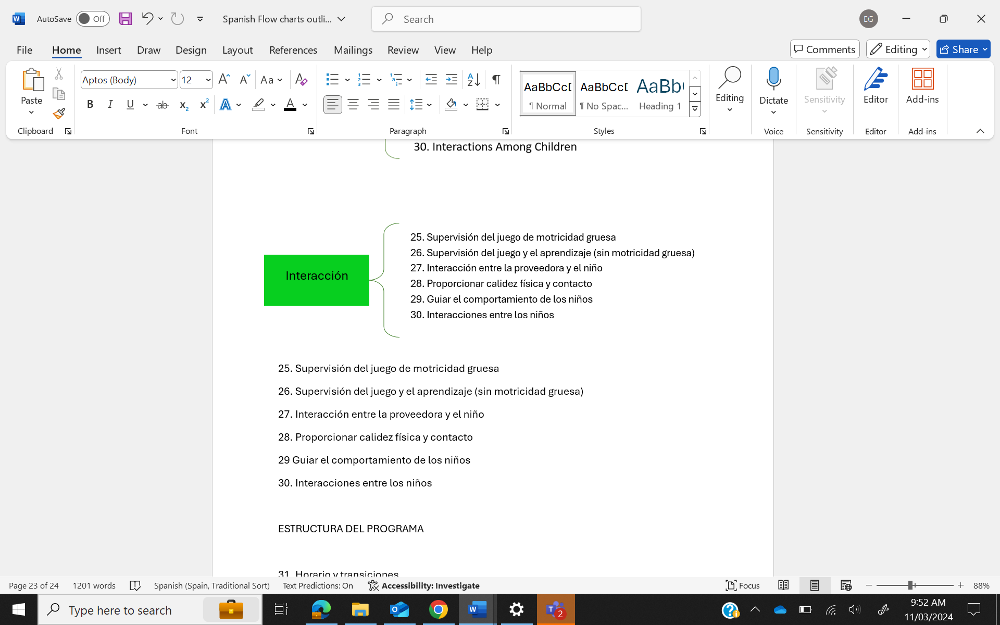 AutoSave Off Spanish Flow charts outli... Search EG
File Home Insert Draw Design Layout References Mailings Review View Help Comments Editing Share
Paste Aptos (Body) 12 Aa AaBbCcD AaBbCcD AaBb Editing Dictate Sensitivity Editor Add-ins
B I U ab x₂ x² A A ¶ Normal ¶ No Spac... Heading 1
Clipboard Font Paragraph Styles Voice Sensitivity Editor Add-ins
30. Interactions Among Children
Interacción
25. Supervisión del juego de motricidad gruesa
26. Supervisión del juego y el aprendizaje (sin motricidad gruesa)
27. Interacción entre la proveedora y el niño
28. Proporcionar calidez física y contacto
29. Guiar el comportamiento de los niños
30. Interacciones entre los niños
25. Supervisión del juego de motricidad gruesa
26. Supervisión del juego y el aprendizaje (sin motricidad gruesa)
27. Interacción entre la proveedora y el niño
28. Proporcionar calidez física y contacto
29 Guiar el comportamiento de los niños
30. Interacciones entre los niños
ESTRUCTURA DEL PROGRAMA
31. Horario y transiciones
Page 23 of 24 1201 words Spanish (Spain, Traditional Sort) Text Predictions: On Accessibility: Investigate Focus 88%
Type here to search 2 9:52 AM
11/03/2024